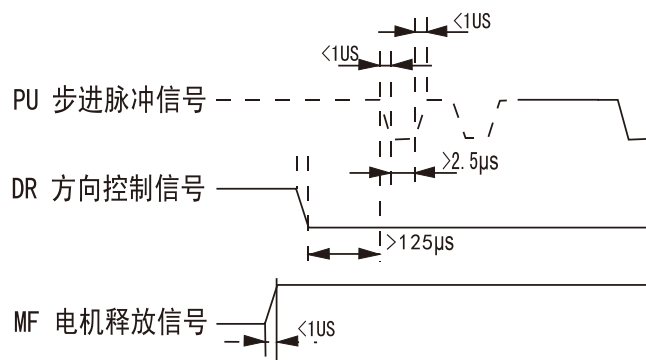 <1US
<1US
PU 步进脉冲信号
>2.5μs
DR 方向控制信号
>125μs
MF 电机释放信号
<1US